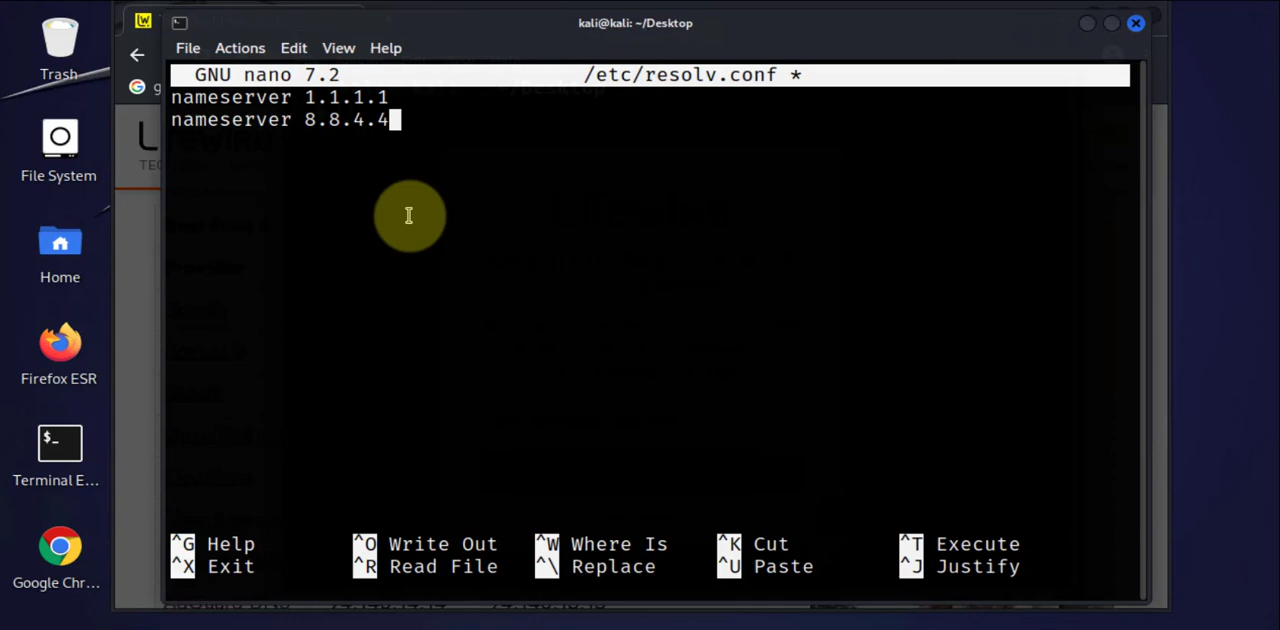 Trash
File System
Home
Firefox ESR
Terminal E...
Google Chr...
kali@kali: ~/Desktop
File Actions Edit View Help
GNU nano 7.2 /etc/resolv.conf *
nameserver 1.1.1.1
nameserver 8.8.4.4
^G Help ^O Write Out ^W Where Is ^K Cut ^T Execute
^X Exit ^R Read File ^\ Replace ^U Paste ^J Justify